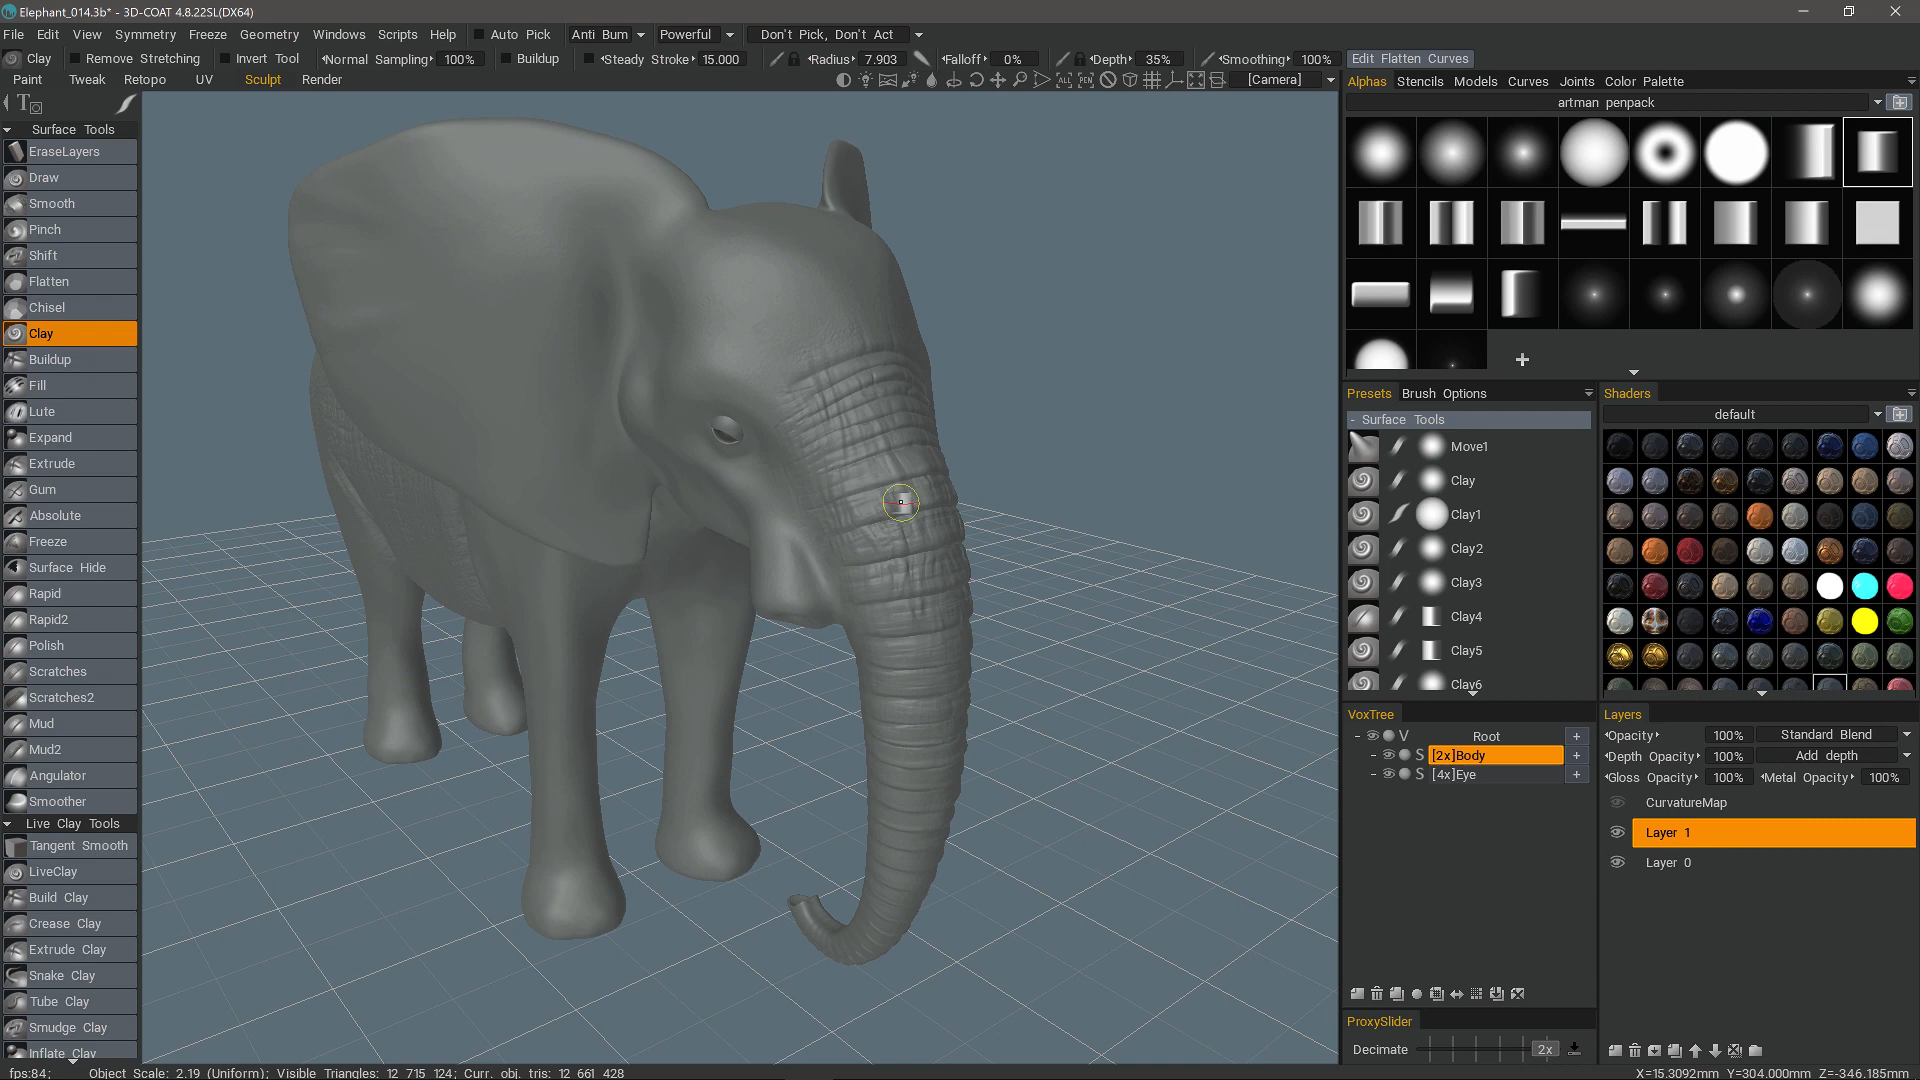 Elephant_014.3b* - 3D-COAT 4.8.22SL(DX64)
File Edit View Symmetry Freeze Geometry Windows Scripts Help Auto Pick Anti Bum Powerful Don't Pick, Don't Act
Clay Remove Stretching Invert Tool Normal Sampling 100% Buildup Steady Stroke 15.000 Radius 7.903 Falloff 0% Depth 35% Smoothing 100% Edit Flatten Curves
Paint Tweak Retopo UV Sculpt Render ALL PEN [Camera]
Alphas Stencils Models Curves Joints Color Palette
artman penpack
Surface Tools
EraseLayers
Draw
Smooth
Pinch
Shift
Flatten
Chisel
Clay
Buildup
Fill
Lute
Expand
Extrude
Gum
Absolute
Freeze
Surface Hide
Rapid
Rapid2
Polish
Scratches
Scratches2
Mud
Mud2
Angulator
Smoother
Live Clay Tools
Tangent Smooth
LiveClay
Build Clay
Crease Clay
Extrude Clay
Snake Clay
Tube Clay
Smudge Clay
Inflate Clay
Presets Brush Options
- Surface Tools
Move1
Clay
Clay1
Clay2
Clay3
Clay4
Clay5
Clay6
Shaders
default
VoxTree
- V Root +
- S [2x]Body +
- S [4x]Eye +
ProxySlider
Decimate 2x
Layers
Opacity 100% Standard Blend
Depth Opacity 100% Add depth
Gloss Opacity 100% Metal Opacity 100%
CurvatureMap
Layer 1
Layer 0
fps:84; Object Scale: 2.19 (Uniform); Visible Triangles: 12 715 124; Curr. obj. tris: 12 661 428 X=15.3092mm Y=304.000mm Z=-346.185mm